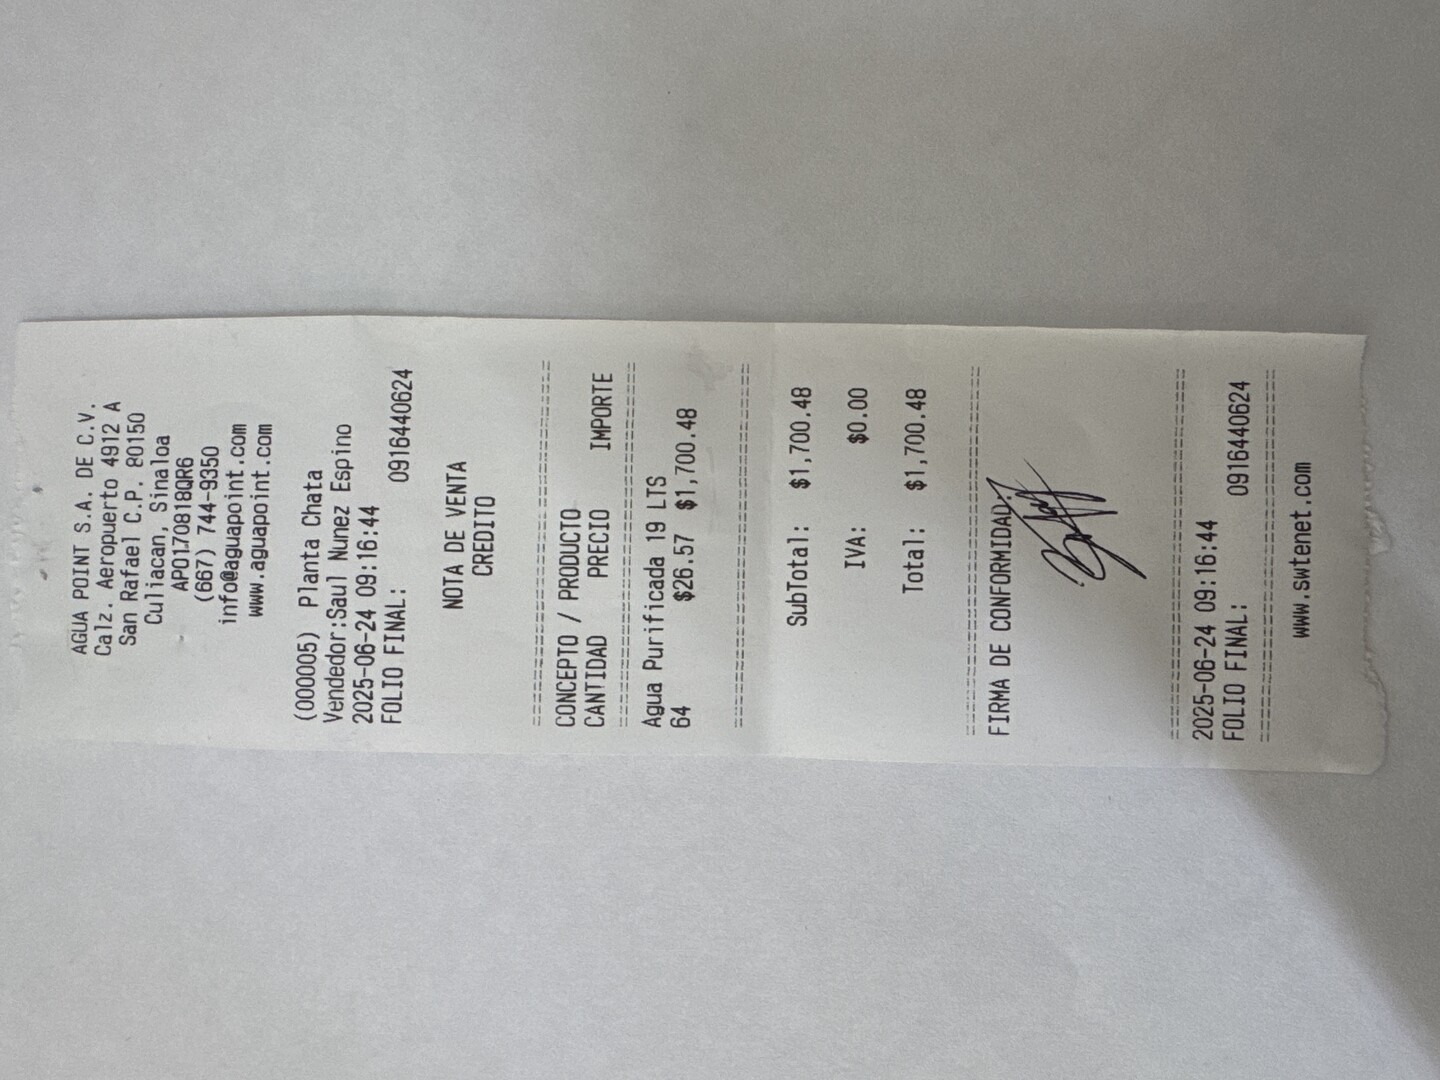 AGUA POINT S.A. DE C.V.
Calz. Aeropuerto 4912 A
San Rafael C.P. 80150
Culiacan, Sinaloa
APO170818QR6
(667) 744-9350
info@aguapoint.com
www.aguapoint.com
(000005) Planta Chata
Vendedor:Saul Nunez Espino
2025-06-24 09:16:44
FOLIO FINAL: 0916440624
NOTA DE VENTA
CREDITO
CONCEPTO / PRODUCTO
CANTIDAD PRECIO IMPORTE
Agua Purificada 19 LTS
64 $26.57 $1,700.48
SubTotal: $1,700.48
IVA: $0.00
Total: $1,700.48
FIRMA DE CONFORMIDAD:
2025-06-24 09:16:44
FOLIO FINAL: 0916440624
www.swtenet.com